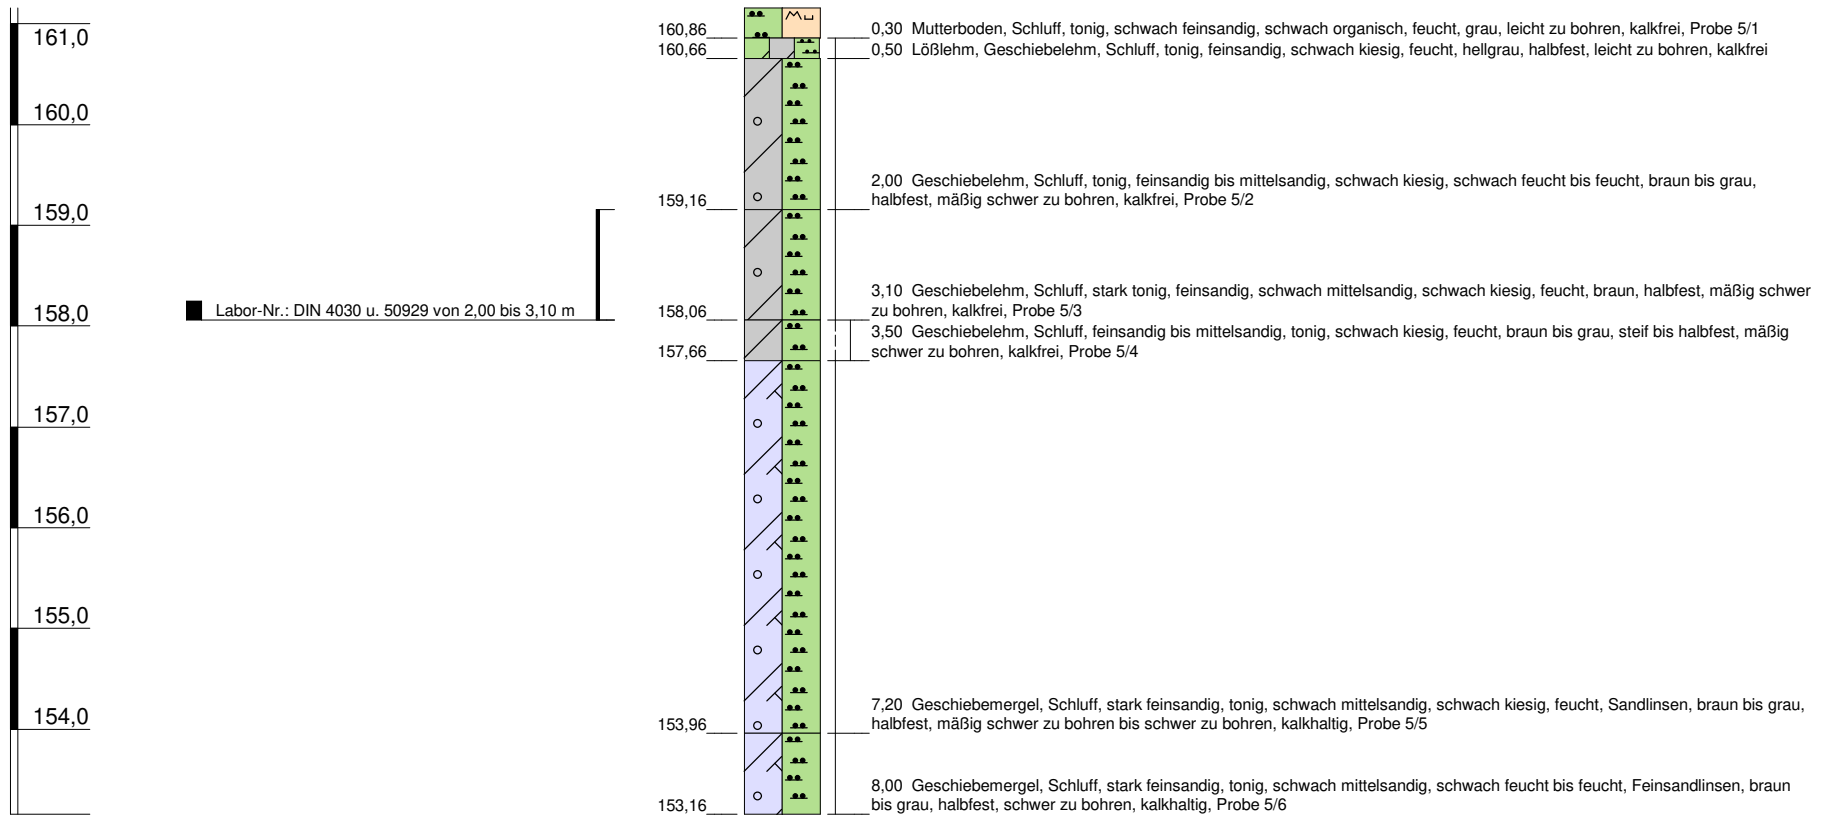 161,0
160,0
159,0
158,0
157,0
156,0
155,0
154,0
Labor-Nr.: DIN 4030 u. 50929 von 2,00 bis 3,10 m
160,86
0,30 Mutterboden, Schluff, tonig, schwach feinsandig, schwach organisch, feucht, grau, leicht zu bohren, kalkfrei, Probe 5/1
160,66
0,50 Lößlehm, Geschiebelehm, Schluff, tonig, feinsandig, schwach kiesig, feucht, hellgrau, halbfest, leicht zu bohren, kalkfrei
159,16
2,00 Geschiebelehm, Schluff, tonig, feinsandig bis mittelsandig, schwach kiesig, schwach feucht bis feucht, braun bis grau,
halbfest, mäßig schwer zu bohren, kalkfrei, Probe 5/2
158,06
3,10 Geschiebelehm, Schluff, stark tonig, feinsandig, schwach mittelsandig, schwach kiesig, feucht, braun, halbfest, mäßig schwer
zu bohren, kalkfrei, Probe 5/3
157,66
3,50 Geschiebelehm, Schluff, feinsandig bis mittelsandig, tonig, schwach kiesig, feucht, braun bis grau, steif bis halbfest, mäßig
schwer zu bohren, kalkfrei, Probe 5/4
153,96
7,20 Geschiebemergel, Schluff, stark feinsandig, tonig, schwach mittelsandig, schwach kiesig, feucht, Sandlinsen, braun bis grau,
halbfest, mäßig schwer zu bohren bis schwer zu bohren, kalkhaltig, Probe 5/5
153,16
8,00 Geschiebemergel, Schluff, stark feinsandig, tonig, schwach mittelsandig, schwach feucht bis feucht, Feinsandlinsen, braun
bis grau, halbfest, schwer zu bohren, kalkhaltig, Probe 5/6